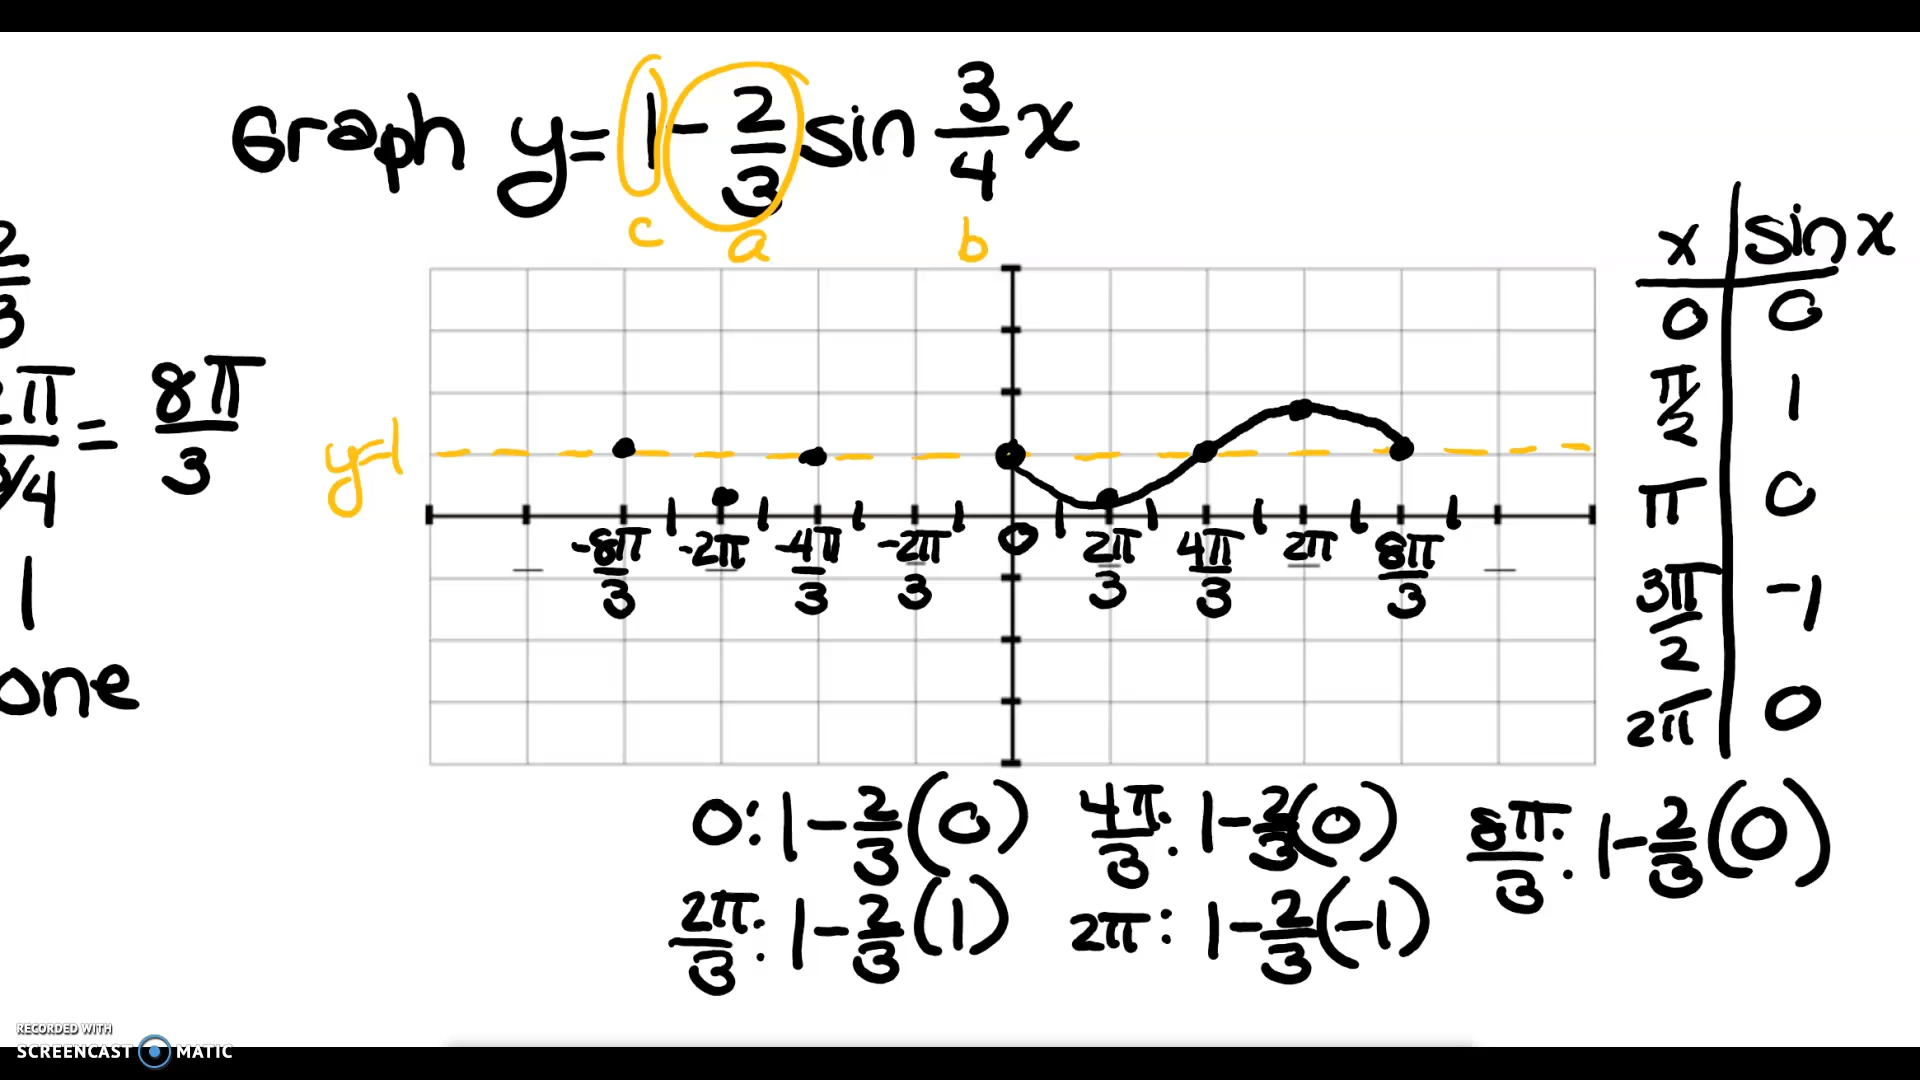 Graph y = 1 - 2/3 sin 3/4 x
c a b
2/3
2π / 3/4 = 8π/3
1
one
y=1
-8π/3 -2π -4π/3 -2π/3 0 2π/3 4π/3 2π 8π/3
x | sin x
0 | 0
π/2 | 1
π | 0
3π/2 | -1
2π | 0
0: 1 - 2/3 (0)
2π/3: 1 - 2/3 (1)
4π/3: 1 - 2/3 (0)
2π: 1 - 2/3 (-1)
8π/3: 1 - 2/3 (0)
RECORDED WITH
SCREENCAST MATIC